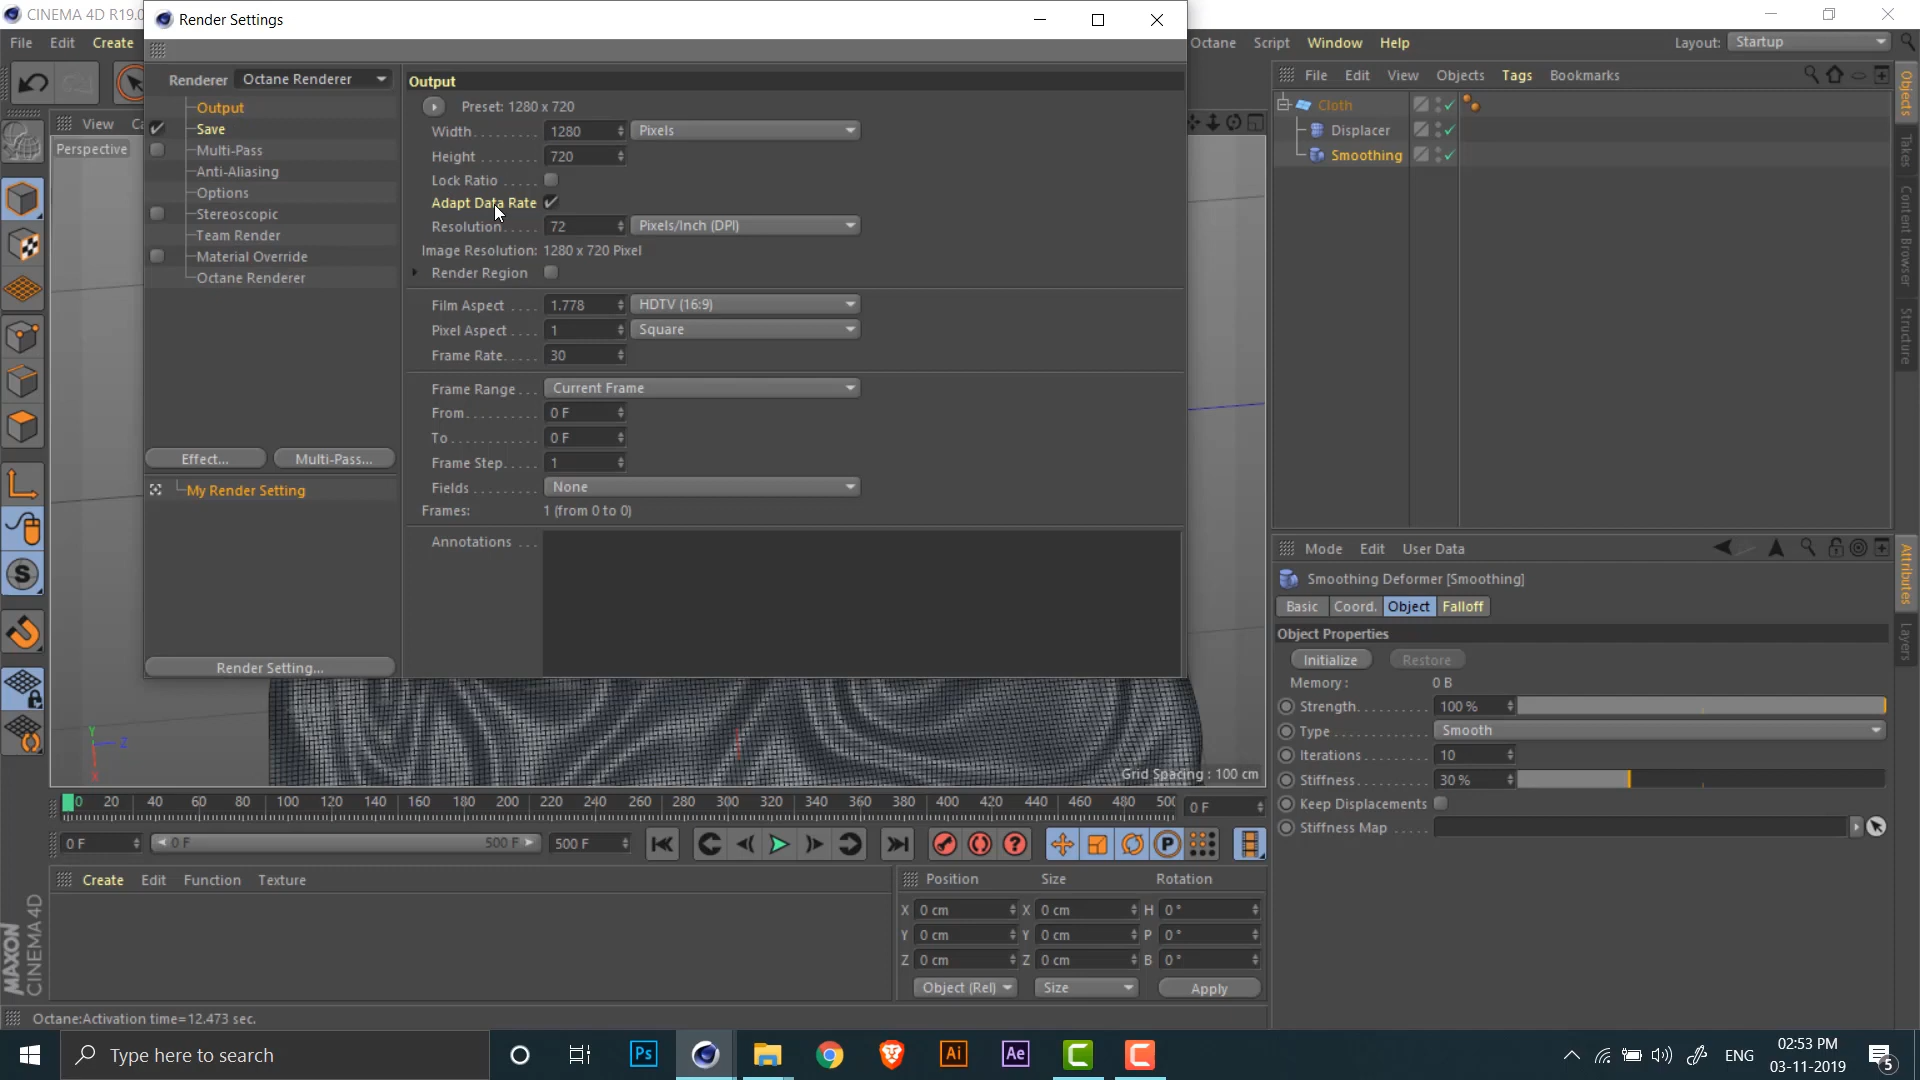 CINEMA 4D R19.0
Render Settings
File Edit Create
Octane Script Window Help
Layout: Startup
Renderer Octane Renderer
Output
Save
Multi-Pass
Anti-Aliasing
Options
Stereoscopic
Team Render
Material Override
Octane Renderer
Effect... Multi-Pass...
My Render Setting
Render Setting...
Output
Preset: 1280 x 720
Width 1280 Pixels
Height 720
Lock Ratio
Adapt Data Rate
Resolution 72 Pixels/Inch (DPI)
Image Resolution: 1280 x 720 Pixel
Render Region
Film Aspect 1.778 HDTV (16:9)
Pixel Aspect 1 Square
Frame Rate 30
Frame Range Current Frame
From 0 F
To 0 F
Frame Step 1
Fields None
Frames: 1 (from 0 to 0)
Annotations
View
Perspective
Y
Z
X
Grid Spacing : 100 cm
File Edit View Objects Tags Bookmarks
Cloth
Displacer
Smoothing
Objects
Takes
Content Browser
Structure
Mode Edit User Data
Smoothing Deformer [Smoothing]
Basic Coord. Object Falloff
Object Properties
Initialize Restore
Memory : 0 B
Strength 100 %
Type Smooth
Iterations 10
Stiffness 30 %
Keep Displacements
Stiffness Map
Attributes
Layers
0 20 40 60 80 100 120 140 160 180 200 220 240 260 280 300 320 340 360 380 400 420 440 460 480 0 F
0 F 0 F 500 F 500 F
Create Edit Function Texture
Position Size Rotation
X 0 cm X 0 cm H 0 °
Y 0 cm Y 0 cm P 0 °
Z 0 cm Z 0 cm B 0 °
Object (Rel) Size Apply
MAXON
CINEMA 4D
Octane:Activation time=12.473 sec.
Type here to search
Ps
Ai
Ae
ENG
02:53 PM
03-11-2019
5